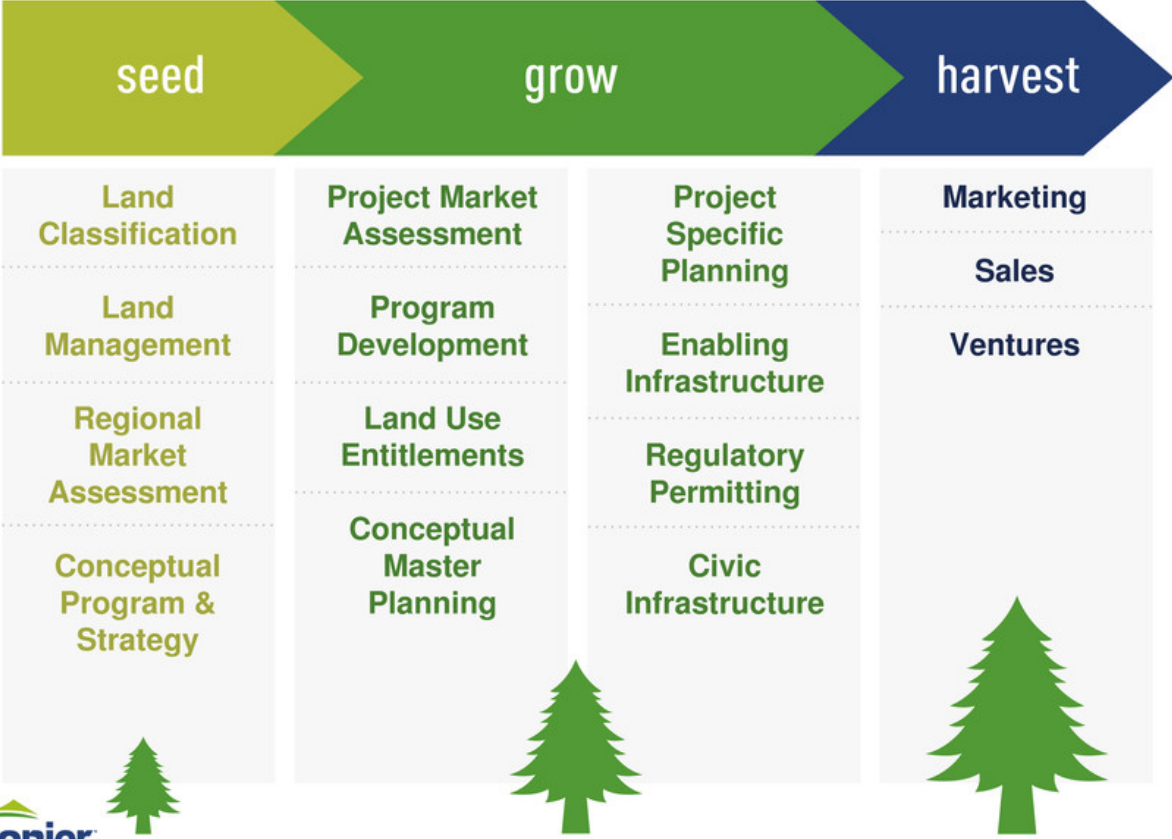 seed
grow
harvest
Land
Classification
Land
Management
Regional
Market
Assessment
Conceptual
Program &
Strategy
Project Market
Assessment
Program
Development
Land Use
Entitlements
Conceptual
Master
Planning
Project
Specific
Planning
Enabling
Infrastructure
Regulatory
Permitting
Civic
Infrastructure
Marketing
Sales
Ventures